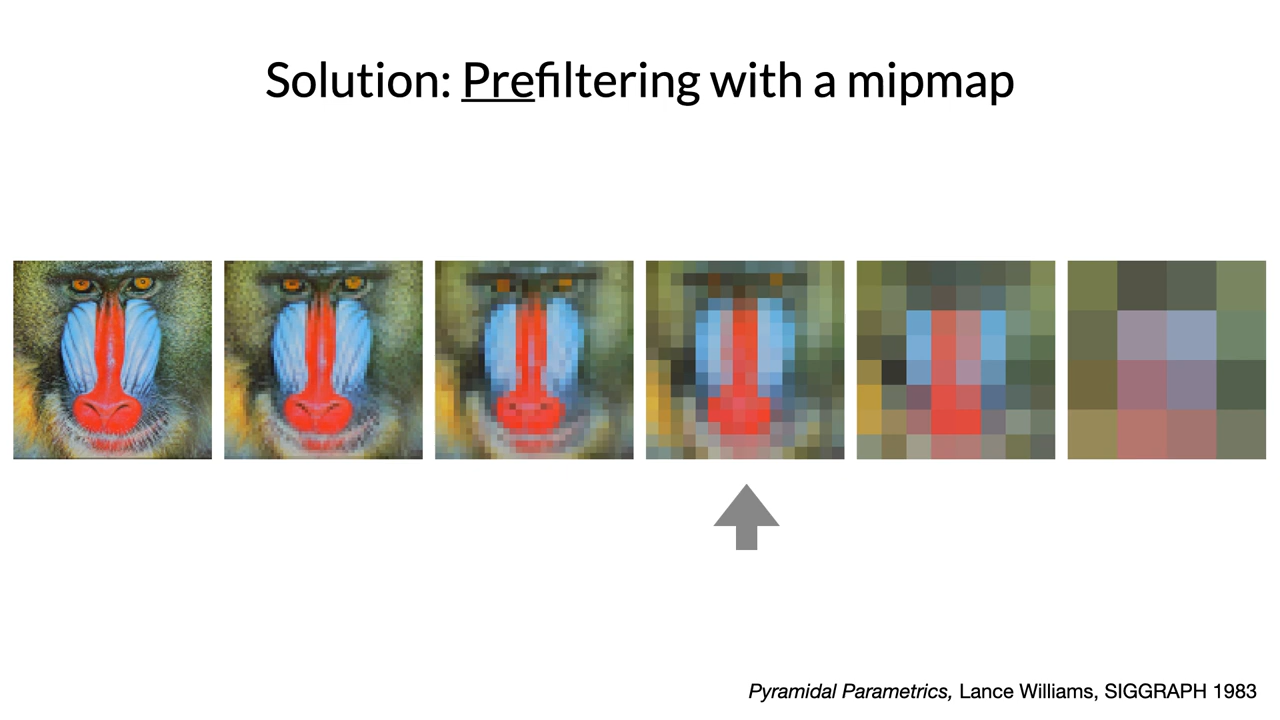 Solution: Prefiltering with a mipmap
Pyramidal Parametrics, Lance Williams, SIGGRAPH 1983